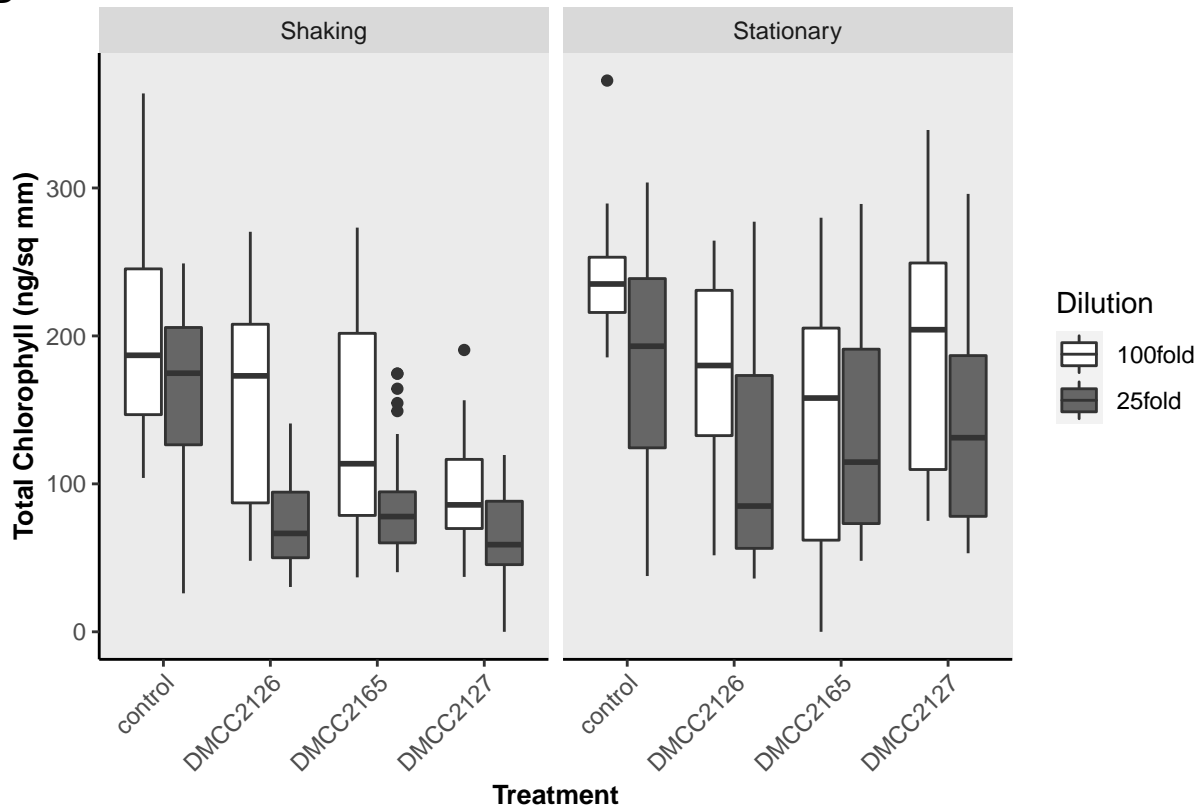 Shaking Stationary
Total Chlorophyll (ng/sq mm)
300
200
100
0
control DMCC2126 DMCC2165 DMCC2127 control DMCC2126 DMCC2165 DMCC2127
Treatment
Dilution
100fold
25fold